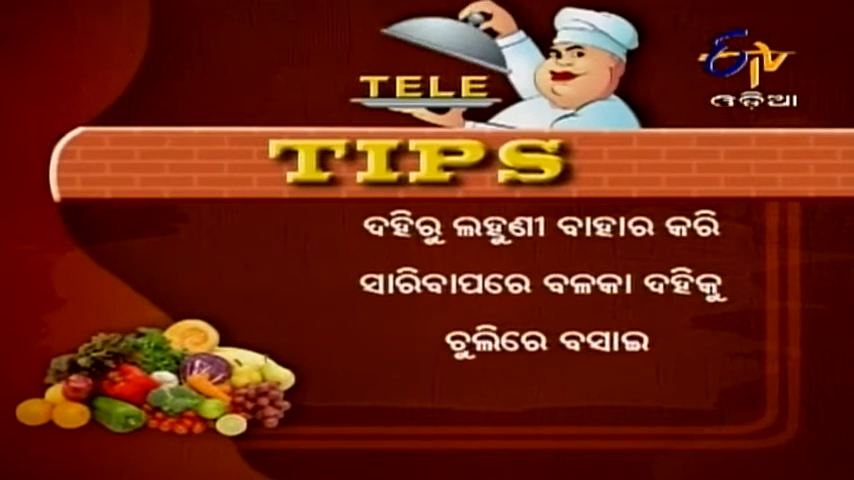 TELE
ETV
ଓଡ଼ିଆ
TIPS
ଦହିରୁ ଲହୁଣୀ ବାହାର କରି
ସାରିବାପରେ ବଳକା ଦହିକୁ
ଚୁଲିରେ ବସାଇ